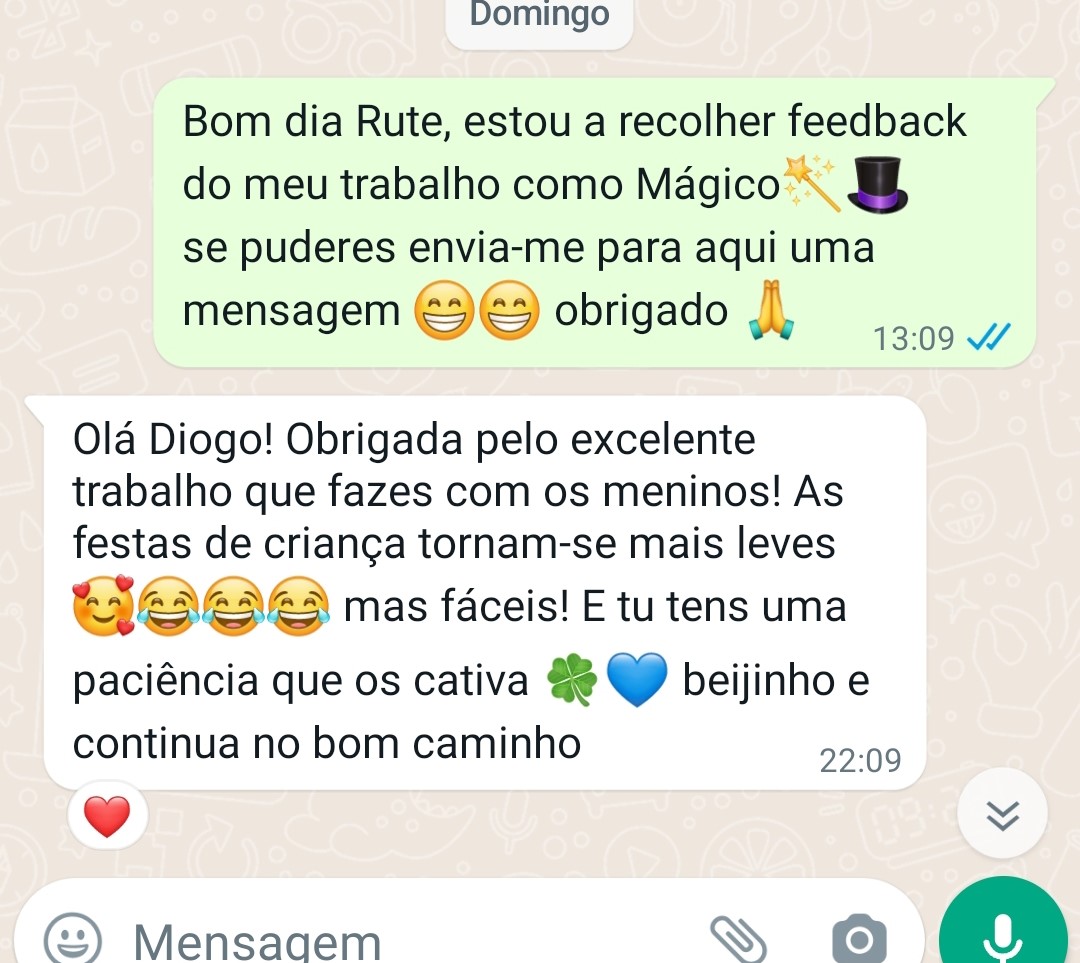 Domingo
Bom dia Rute, estou a recolher feedback
do meu trabalho como Mágico🪄🎩
se puderes envia-me para aqui uma
mensagem 😁😁 obrigado 🙏
13:09
Olá Diogo! Obrigada pelo excelente
trabalho que fazes com os meninos! As
festas de criança tornam-se mais leves
🥰😂😂😂 mas fáceis! E tu tens uma
paciência que os cativa 🍀💙 beijinho e
continua no bom caminho
22:09
❤️
Mensagem